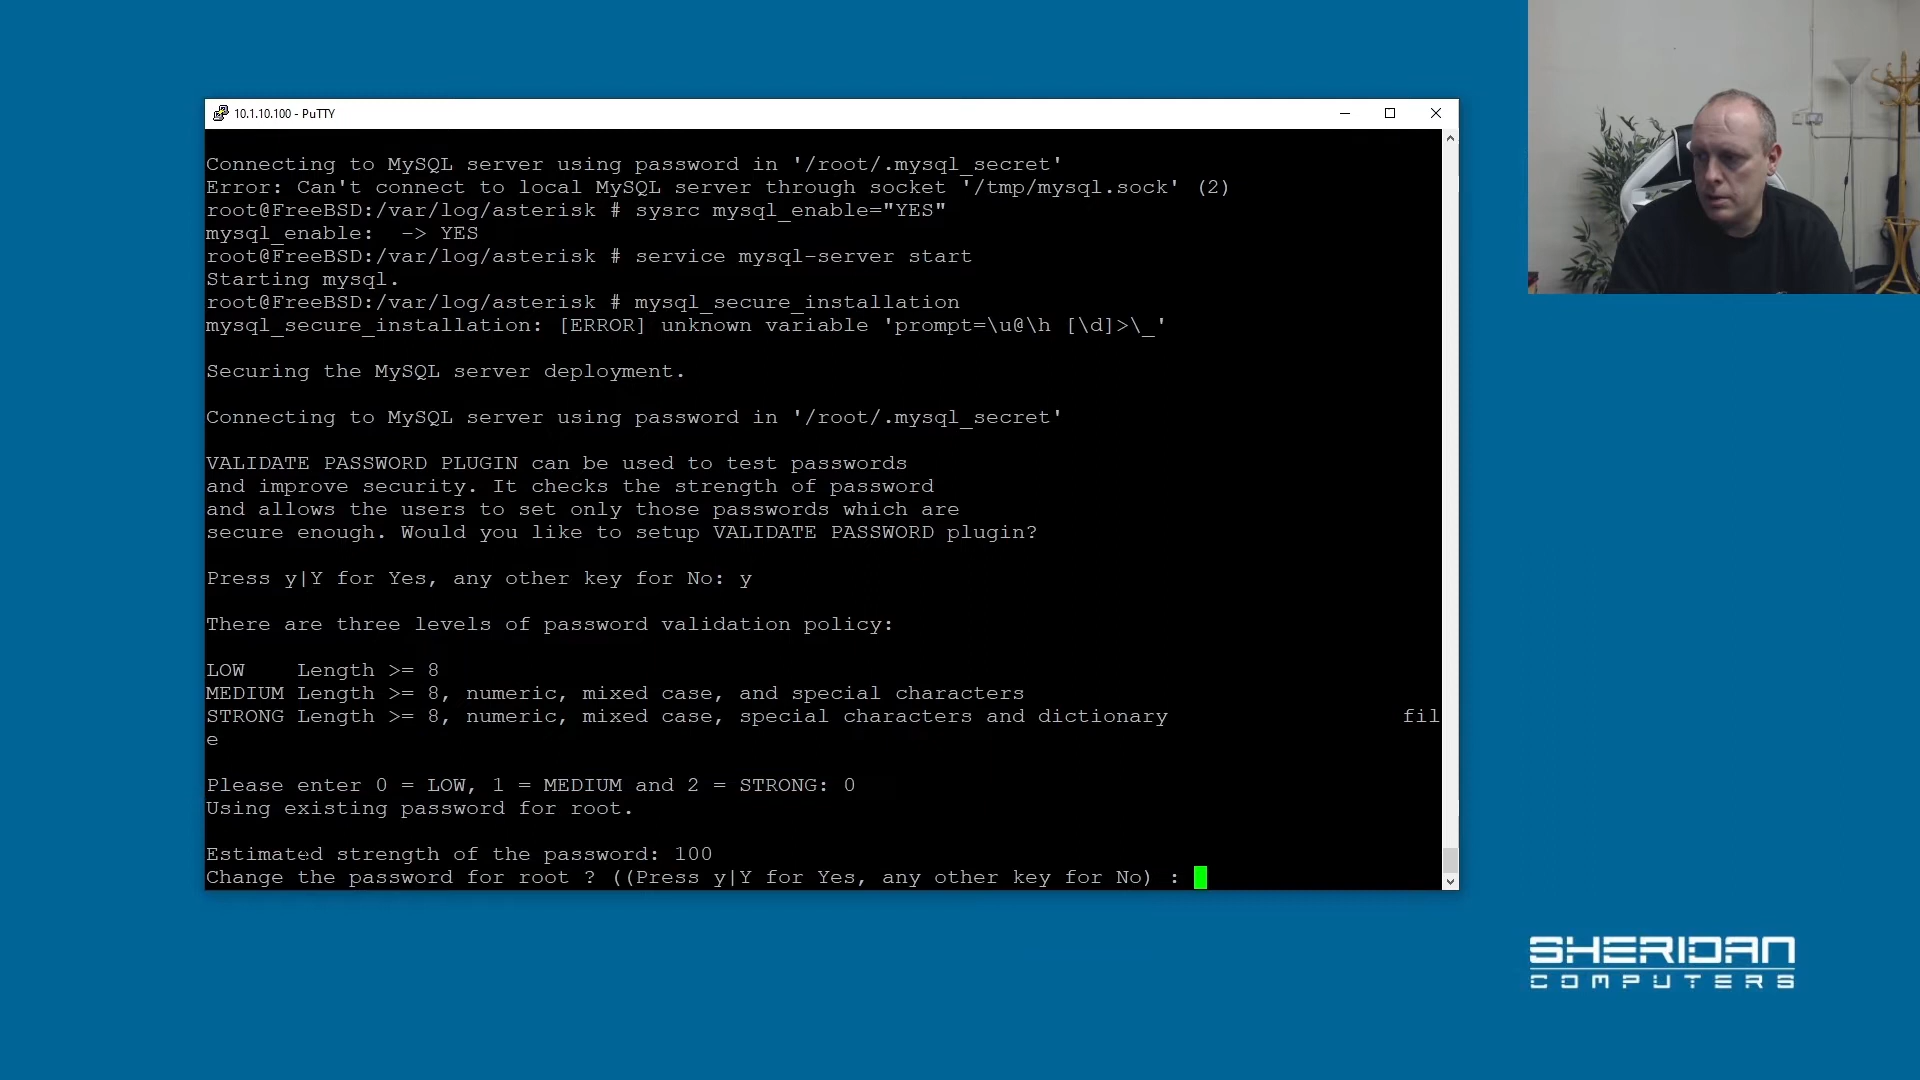 10.1.10.100 - PuTTY
Connecting to MySQL server using password in '/root/.mysql_secret'
Error: Can't connect to local MySQL server through socket '/tmp/mysql.sock' (2)
root@FreeBSD:/var/log/asterisk # sysrc mysql_enable="YES"
mysql_enable:  -> YES
root@FreeBSD:/var/log/asterisk # service mysql-server start
Starting mysql.
root@FreeBSD:/var/log/asterisk # mysql_secure_installation
mysql_secure_installation: [ERROR] unknown variable 'prompt=\u@\h [\d]>\_'
Securing the MySQL server deployment.
Connecting to MySQL server using password in '/root/.mysql_secret'
VALIDATE PASSWORD PLUGIN can be used to test passwords
and improve security. It checks the strength of password
and allows the users to set only those passwords which are
secure enough. Would you like to setup VALIDATE PASSWORD plugin?
Press y|Y for Yes, any other key for No: y
There are three levels of password validation policy:
LOW    Length >= 8
MEDIUM Length >= 8, numeric, mixed case, and special characters
STRONG Length >= 8, numeric, mixed case, special characters and dictionary                  fil
e
Please enter 0 = LOW, 1 = MEDIUM and 2 = STRONG: 0
Using existing password for root.
Estimated strength of the password: 100
Change the password for root ? ((Press y|Y for Yes, any other key for No) :
SHERIDAN
COMPUTERS